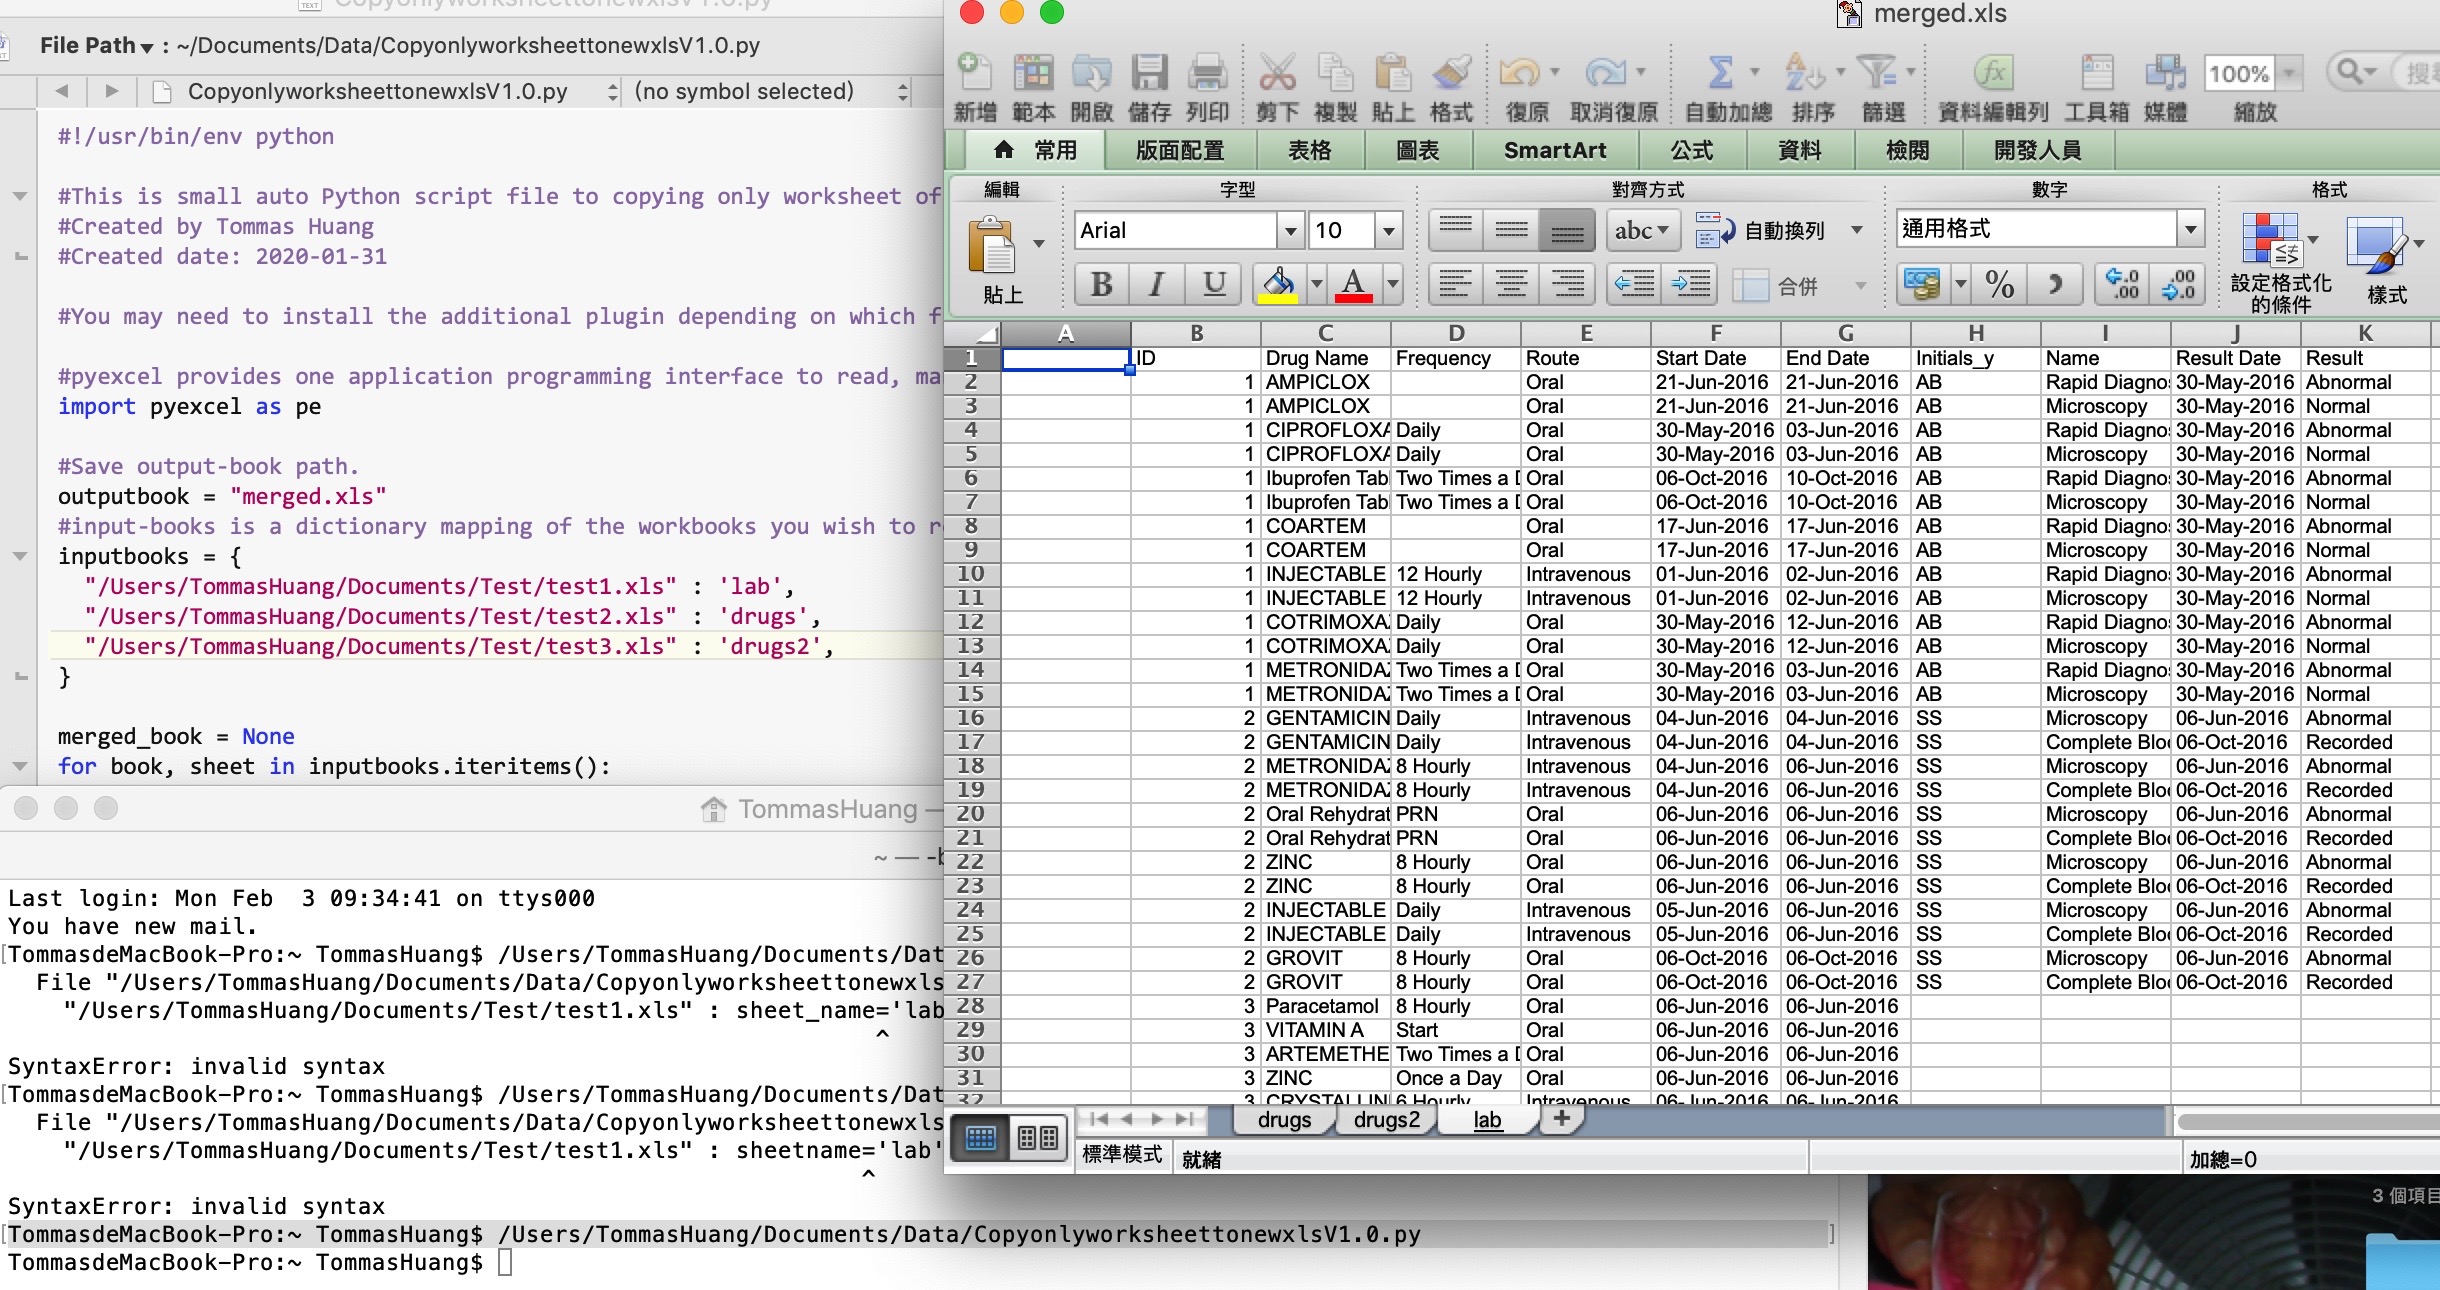 CopyonlyworksheettonewxlsV1.0.py
File Path : ~/Documents/Data/CopyonlyworksheettonewxlsV1.0.py
CopyonlyworksheettonewxlsV1.0.py (no symbol selected)
#!/usr/bin/env python
#This is small auto Python script file to copying only worksheet of
#Created by Tommas Huang
#Created date: 2020-01-31
#You may need to install the additional plugin depending on which f
#pyexcel provides one application programming interface to read, ma
import pyexcel as pe
#Save output-book path.
outputbook = "merged.xls"
#input-books is a dictionary mapping of the workbooks you wish to r
inputbooks = {
"/Users/TommasHuang/Documents/Test/test1.xls" : 'lab',
"/Users/TommasHuang/Documents/Test/test2.xls" : 'drugs',
"/Users/TommasHuang/Documents/Test/test3.xls" : 'drugs2',
}
merged_book = None
for book, sheet in inputbooks.iteritems():
TommasHuang —
~ — -b
Last login: Mon Feb  3 09:34:41 on ttys000
You have new mail.
[TommasdeMacBook-Pro:~ TommasHuang$ /Users/TommasHuang/Documents/Dat
File "/Users/TommasHuang/Documents/Data/Copyonlyworksheettonewxls
"/Users/TommasHuang/Documents/Test/test1.xls" : sheet_name='lab
^
SyntaxError: invalid syntax
[TommasdeMacBook-Pro:~ TommasHuang$ /Users/TommasHuang/Documents/Dat
File "/Users/TommasHuang/Documents/Data/Copyonlyworksheettonewxls
"/Users/TommasHuang/Documents/Test/test1.xls" : sheetname='lab'
^
SyntaxError: invalid syntax
[TommasdeMacBook-Pro:~ TommasHuang$ /Users/TommasHuang/Documents/Data/CopyonlyworksheettonewxlsV1.0.py ]
TommasdeMacBook-Pro:~ TommasHuang$
merged.xls
100%
新增 範本 開啟 儲存 列印 剪下 複製 貼上 格式 復原 取消復原 自動加總 排序 篩選 資料編輯列 工具箱 媒體 縮放
常用 版面配置 表格 圖表 SmartArt 公式 資料 檢閱 開發人員
編輯 字型 對齊方式 數字 格式
Arial 10 abc 自動換列 通用格式
貼上 B I U A 合併 % 設定格式化的條件 樣式
A B C D E F G H I J K
1 ID Drug Name Frequency Route Start Date End Date Initials_y Name Result Date Result
2 1 AMPICLOX Oral 21-Jun-2016 21-Jun-2016 AB Rapid Diagno 30-May-2016 Abnormal
3 1 AMPICLOX Oral 21-Jun-2016 21-Jun-2016 AB Microscopy 30-May-2016 Normal
4 1 CIPROFLOXA Daily Oral 30-May-2016 03-Jun-2016 AB Rapid Diagno 30-May-2016 Abnormal
5 1 CIPROFLOXA Daily Oral 30-May-2016 03-Jun-2016 AB Microscopy 30-May-2016 Normal
6 1 Ibuprofen Tab Two Times a D Oral 06-Oct-2016 10-Oct-2016 AB Rapid Diagno 30-May-2016 Abnormal
7 1 Ibuprofen Tab Two Times a D Oral 06-Oct-2016 10-Oct-2016 AB Microscopy 30-May-2016 Normal
8 1 COARTEM Oral 17-Jun-2016 17-Jun-2016 AB Rapid Diagno 30-May-2016 Abnormal
9 1 COARTEM Oral 17-Jun-2016 17-Jun-2016 AB Microscopy 30-May-2016 Normal
10 1 INJECTABLE 12 Hourly Intravenous 01-Jun-2016 02-Jun-2016 AB Rapid Diagno 30-May-2016 Abnormal
11 1 INJECTABLE 12 Hourly Intravenous 01-Jun-2016 02-Jun-2016 AB Microscopy 30-May-2016 Normal
12 1 COTRIMOXA Daily Oral 30-May-2016 12-Jun-2016 AB Rapid Diagno 30-May-2016 Abnormal
13 1 COTRIMOXA Daily Oral 30-May-2016 12-Jun-2016 AB Microscopy 30-May-2016 Normal
14 1 METRONIDA Two Times a D Oral 30-May-2016 03-Jun-2016 AB Rapid Diagno 30-May-2016 Abnormal
15 1 METRONIDA Two Times a D Oral 30-May-2016 03-Jun-2016 AB Microscopy 30-May-2016 Normal
16 2 GENTAMICIN Daily Intravenous 04-Jun-2016 04-Jun-2016 SS Microscopy 06-Jun-2016 Abnormal
17 2 GENTAMICIN Daily Intravenous 04-Jun-2016 04-Jun-2016 SS Complete Bloo 06-Oct-2016 Recorded
18 2 METRONIDA 8 Hourly Intravenous 04-Jun-2016 06-Jun-2016 SS Microscopy 06-Jun-2016 Abnormal
19 2 METRONIDA 8 Hourly Intravenous 04-Jun-2016 06-Jun-2016 SS Complete Bloo 06-Oct-2016 Recorded
20 2 Oral Rehydrat PRN Oral 06-Jun-2016 06-Jun-2016 SS Microscopy 06-Jun-2016 Abnormal
21 2 Oral Rehydrat PRN Oral 06-Jun-2016 06-Jun-2016 SS Complete Bloo 06-Oct-2016 Recorded
22 2 ZINC 8 Hourly Oral 06-Jun-2016 06-Jun-2016 SS Microscopy 06-Jun-2016 Abnormal
23 2 ZINC 8 Hourly Oral 06-Jun-2016 06-Jun-2016 SS Complete Bloo 06-Oct-2016 Recorded
24 2 INJECTABLE Daily Intravenous 05-Jun-2016 06-Jun-2016 SS Microscopy 06-Jun-2016 Abnormal
25 2 INJECTABLE Daily Intravenous 05-Jun-2016 06-Jun-2016 SS Complete Bloo 06-Oct-2016 Recorded
26 2 GROVIT 8 Hourly Oral 06-Oct-2016 06-Oct-2016 SS Microscopy 06-Jun-2016 Abnormal
27 2 GROVIT 8 Hourly Oral 06-Oct-2016 06-Oct-2016 SS Complete Bloo 06-Oct-2016 Recorded
28 3 Paracetamol 8 Hourly Oral 06-Jun-2016 06-Jun-2016
29 3 VITAMIN A Start Oral 06-Jun-2016 06-Jun-2016
30 3 ARTEMETHE Two Times a D Oral 06-Jun-2016 06-Jun-2016
31 3 ZINC Once a Day Oral 06-Jun-2016 06-Jun-2016
32 3 CRYSTALLIN 6 Hourly Intravenous 06-Jun-2016 06-Jun-2016
drugs drugs2 lab +
標準模式 就緒 加總=0
3 個項目